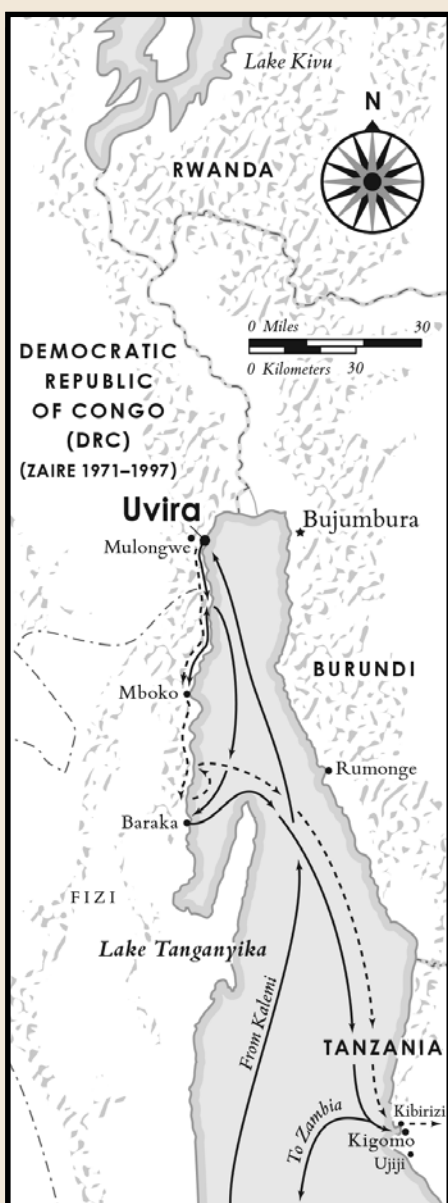 Lake Kivu
N
RWANDA
0 Miles 30
0 Kilometers 30
DEMOCRATIC
REPUBLIC
OF CONGO
(DRC)
(ZAIRE 1971–1997)
Uvira
Bujumbura
Mulongwe
BURUNDI
Mboko
Rumonge
Baraka
FIZI
Lake Tanganyika
From Kalemi
TANZANIA
To Zambia
Kibirizi
Kigomo
Ujiji